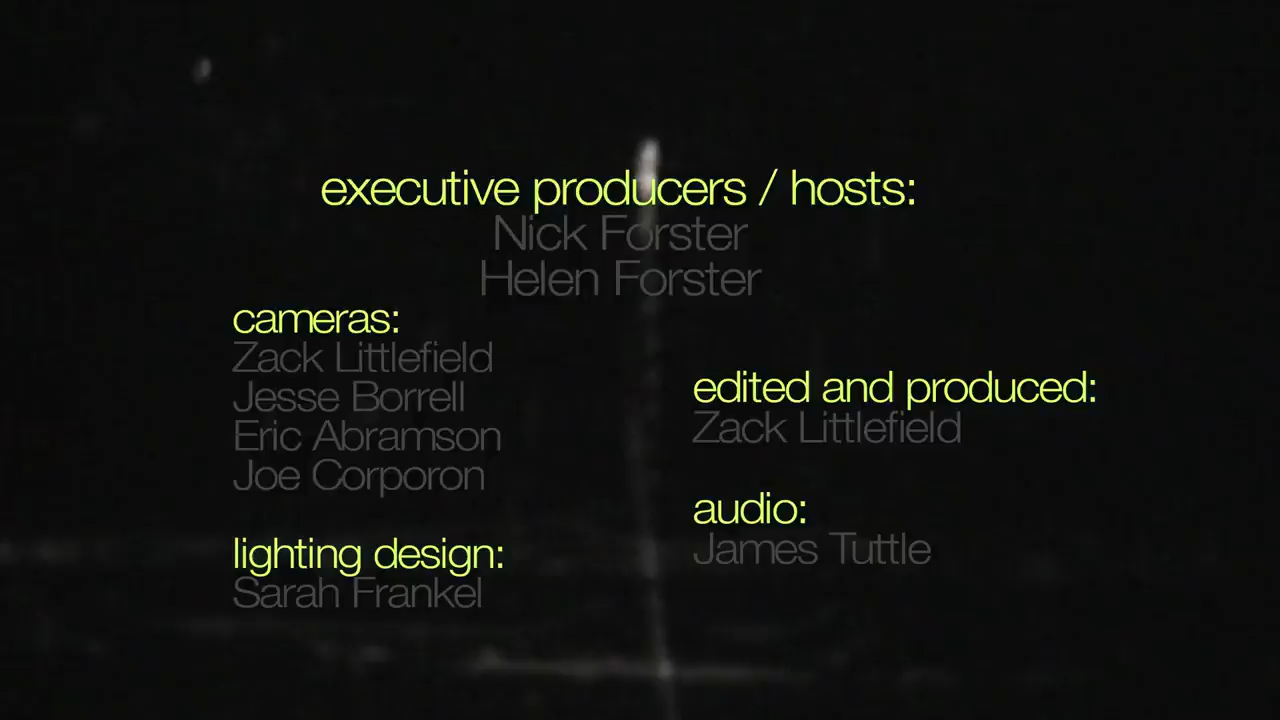 executive producers / hosts:
Nick Forster
Helen Forster
cameras:
Zack Littlefield
Jesse Borrell
Eric Abramson
Joe Corporon
lighting design:
Sarah Frankel
edited and produced:
Zack Littlefield
audio:
James Tuttle